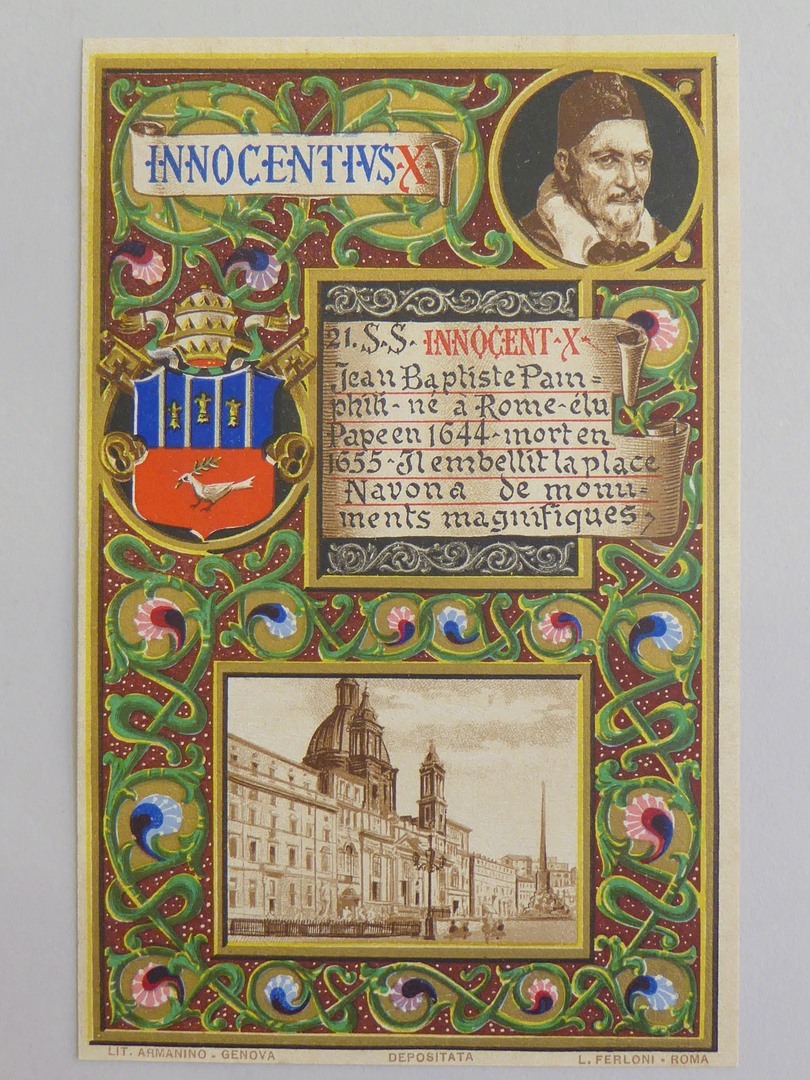 INNOCENTIVS·X·
21. S·S· INNOCENT·X·
Jean Baptiste Pam=
phili - né à Rome - élu
Pape en 1644 - mort en
1655 - Il embellit la place
Navona de monu=
ments magnifiques,
LIT. ARMANINO - GENOVA DEPOSITATA L. FERLONI - ROMA